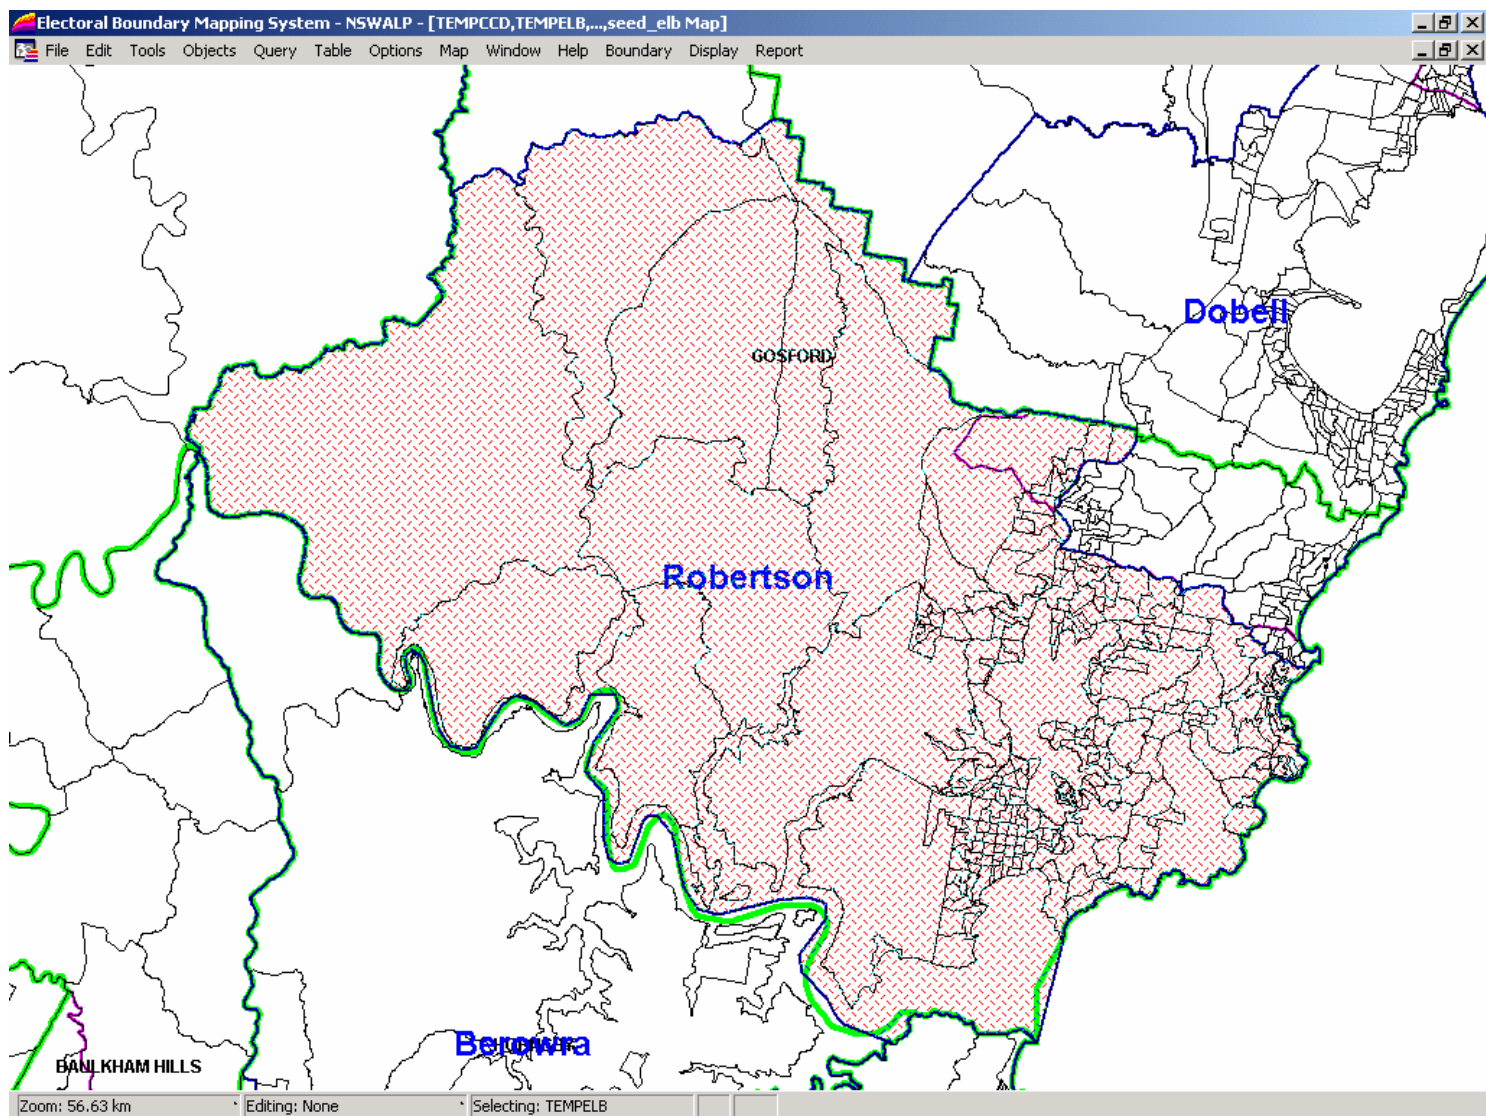 Electoral Boundary Mapping System - NSWALP - [TEMPCCD,TEMPELB,...,seed_elb Map]
File Edit Tools Objects Query Table Options Map Window Help Boundary Display Report
Dobell
GOSFORD
Robertson
Berowra
BAULKHAM HILLS
Zoom: 56.63 km Editing: None Selecting: TEMPELB